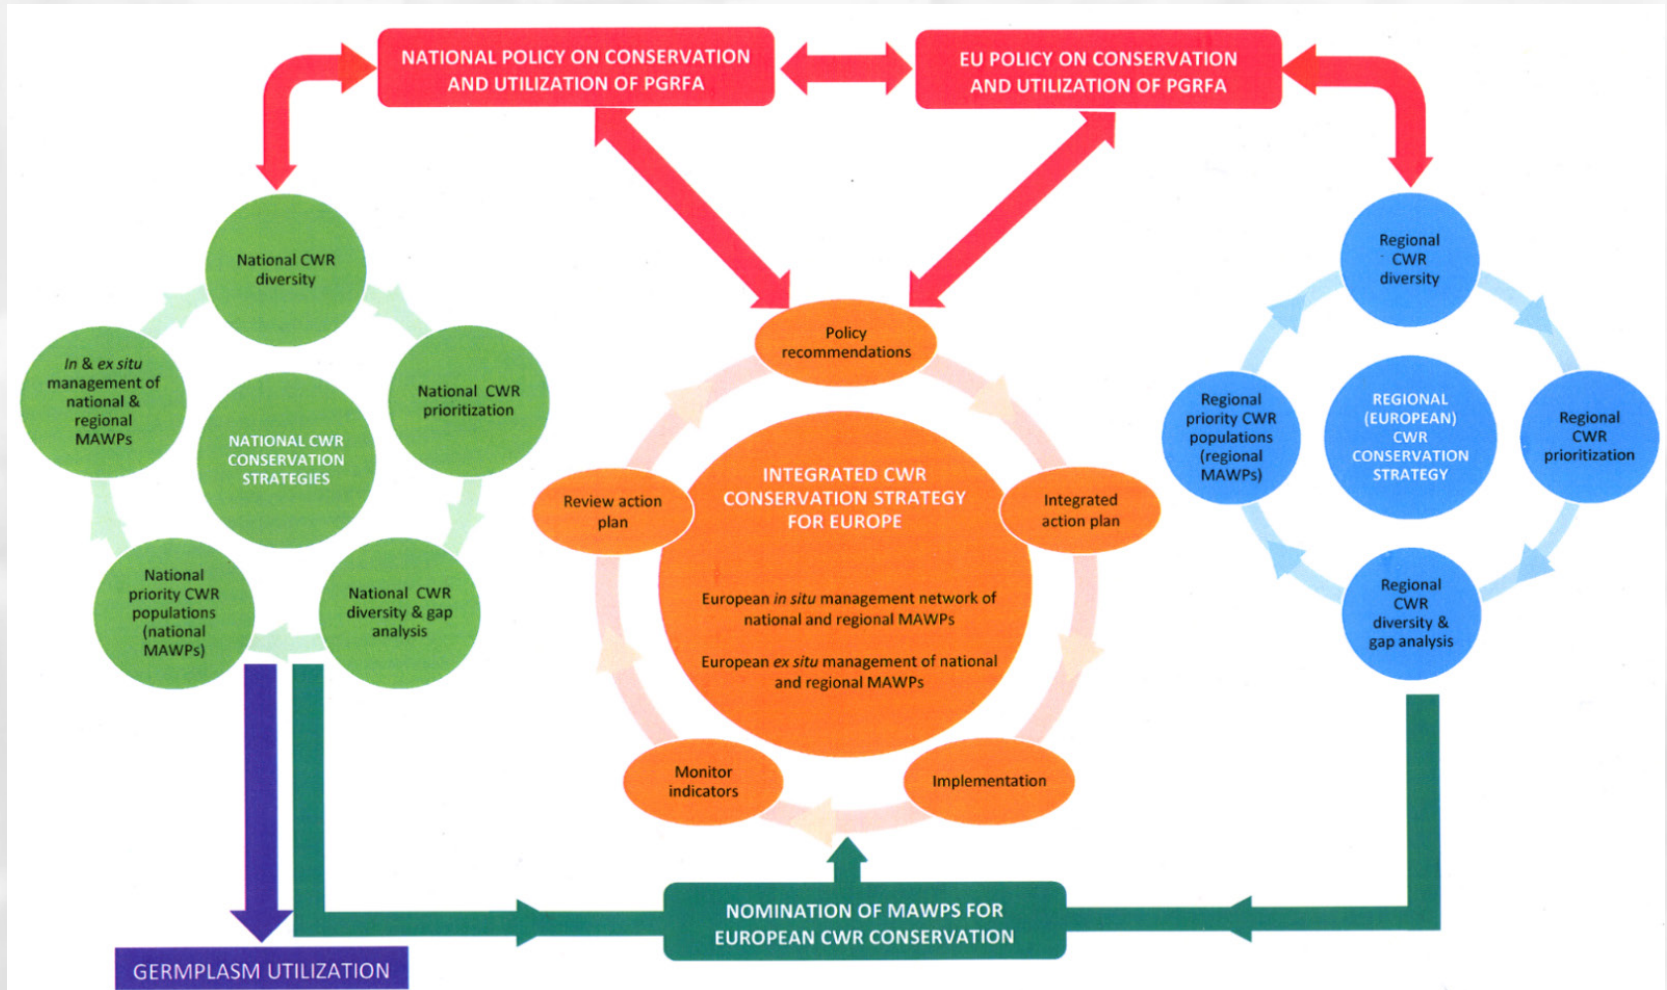 NATIONAL POLICY ON CONSERVATION
AND UTILIZATION OF PGRFA
EU POLICY ON CONSERVATION
AND UTILIZATION OF PGRFA
National CWR
diversity
National CWR
prioritization
National CWR
diversity & gap
analysis
National
priority CWR
populations
(national
MAWPs)
In & ex situ
management of
national &
regional
MAWPs
NATIONAL CWR
CONSERVATION
STRATEGIES
Policy
recommendations
Integrated
action plan
Implementation
Monitor
indicators
Review action
plan
INTEGRATED CWR
CONSERVATION STRATEGY
FOR EUROPE
European in situ management network of
national and regional MAWPs
European ex situ management of national
and regional MAWPs
Regional
CWR
diversity
Regional
CWR
prioritization
Regional
CWR
diversity &
gap analysis
Regional
priority CWR
populations
(regional
MAWPs)
REGIONAL
(EUROPEAN)
CWR
CONSERVATION
STRATEGY
NOMINATION OF MAWPS FOR
EUROPEAN CWR CONSERVATION
GERMPLASM UTILIZATION